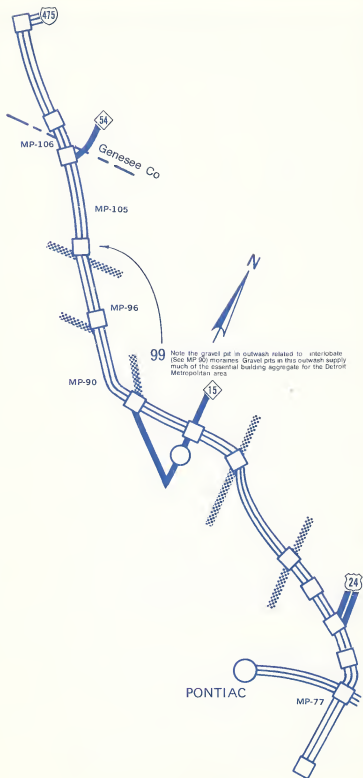 475
54
MP-106
Genesee Co
MP-105
MP-96
N
99 Note the gravel pit in outwash related to interlobate
(See MP 90) moraines Gravel pits in this outwash supply
much of the essential building aggregate for the Detroit
Metropolitan area
MP-90
15
24
PONTIAC
MP-77